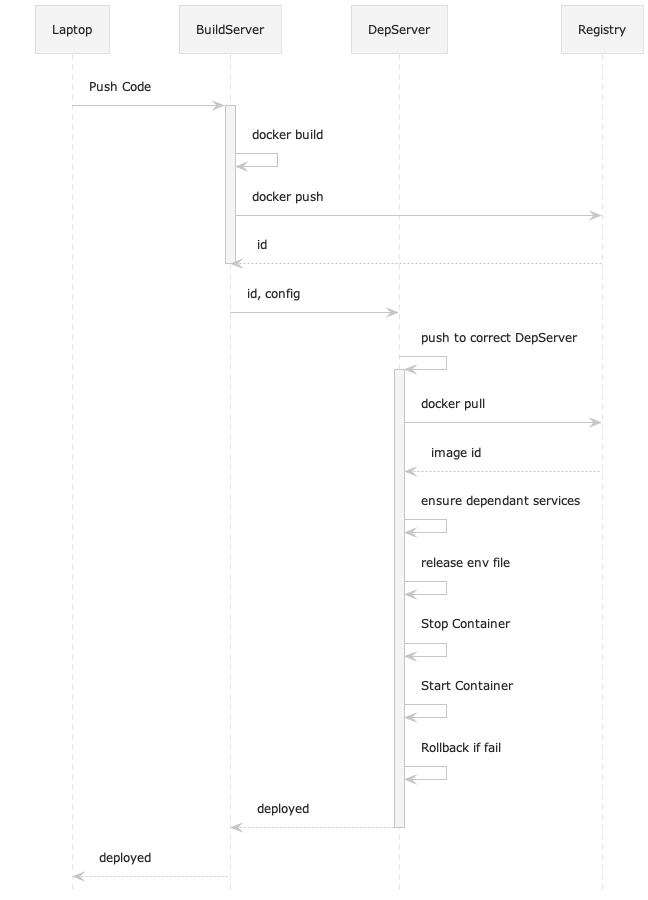 Laptop
BuildServer
DepServer
Registry
Push Code
docker build
docker push
id
id, config
push to correct DepServer
docker pull
image id
ensure dependant services
release env file
Stop Container
Start Container
Rollback if fail
deployed
deployed